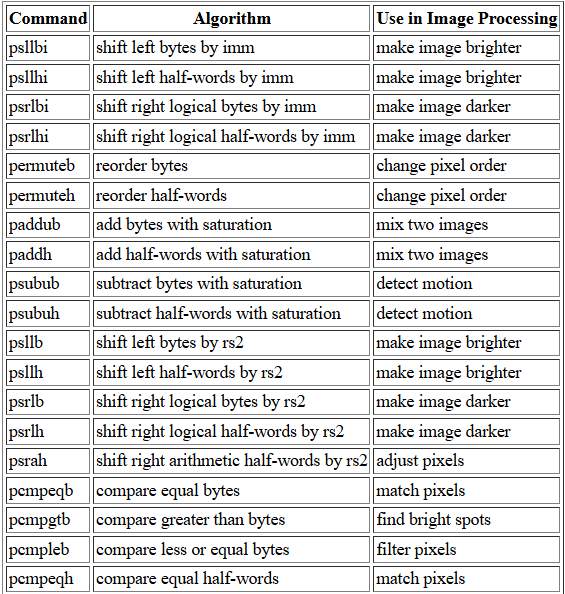 Command Algorithm Use in Image Processing
psllbi shift left bytes by imm make image brighter
psllhi shift left half-words by imm make image brighter
psrlbi shift right logical bytes by imm make image darker
psrlhi shift right logical half-words by imm make image darker
permuteb reorder bytes change pixel order
permuteh reorder half-words change pixel order
paddub add bytes with saturation mix two images
paddh add half-words with saturation mix two images
psubub subtract bytes with saturation detect motion
psubuh subtract half-words with saturation detect motion
psllb shift left bytes by rs2 make image brighter
psllh shift left half-words by rs2 make image brighter
psrlb shift right logical bytes by rs2 make image darker
psrlh shift right logical half-words by rs2 make image darker
psrah shift right arithmetic half-words by rs2 adjust pixels
pcmpeqb compare equal bytes match pixels
pcmpgtb compare greater than bytes find bright spots
pcmpleb compare less or equal bytes filter pixels
pcmpeqh compare equal half-words match pixels